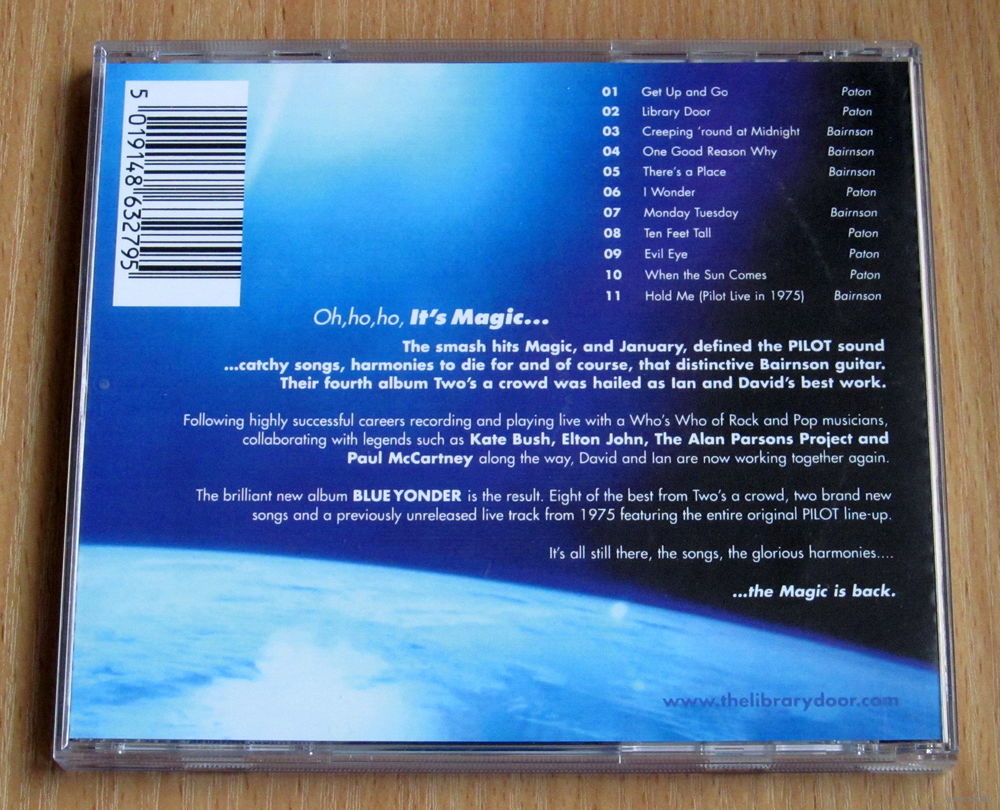 5 019148 632795
01 Get Up and Go Paton
02 Library Door Paton
03 Creeping 'round at Midnight Bairnson
04 One Good Reason Why Bairnson
05 There's a Place Bairnson
06 I Wonder Paton
07 Monday Tuesday Bairnson
08 Ten Feet Tall Paton
09 Evil Eye Paton
10 When the Sun Comes Paton
11 Hold Me (Pilot Live in 1975) Bairnson
Oh,ho,ho, It's Magic...
The smash hits Magic, and January, defined the PILOT sound
...catchy songs, harmonies to die for and of course, that distinctive Bairnson guitar.
Their fourth album Two's a crowd was hailed as Ian and David's best work.
Following highly successful careers recording and playing live with a Who's Who of Rock and Pop musicians,
collaborating with legends such as Kate Bush, Elton John, The Alan Parsons Project and
Paul McCartney along the way, David and Ian are now working together again.
The brilliant new album BLUE YONDER is the result. Eight of the best from Two's a crowd, two brand new
songs and a previously unreleased live track from 1975 featuring the entire original PILOT line-up.
It's all still there, the songs, the glorious harmonies....
...the Magic is back.
www.thelibrarydoor.com